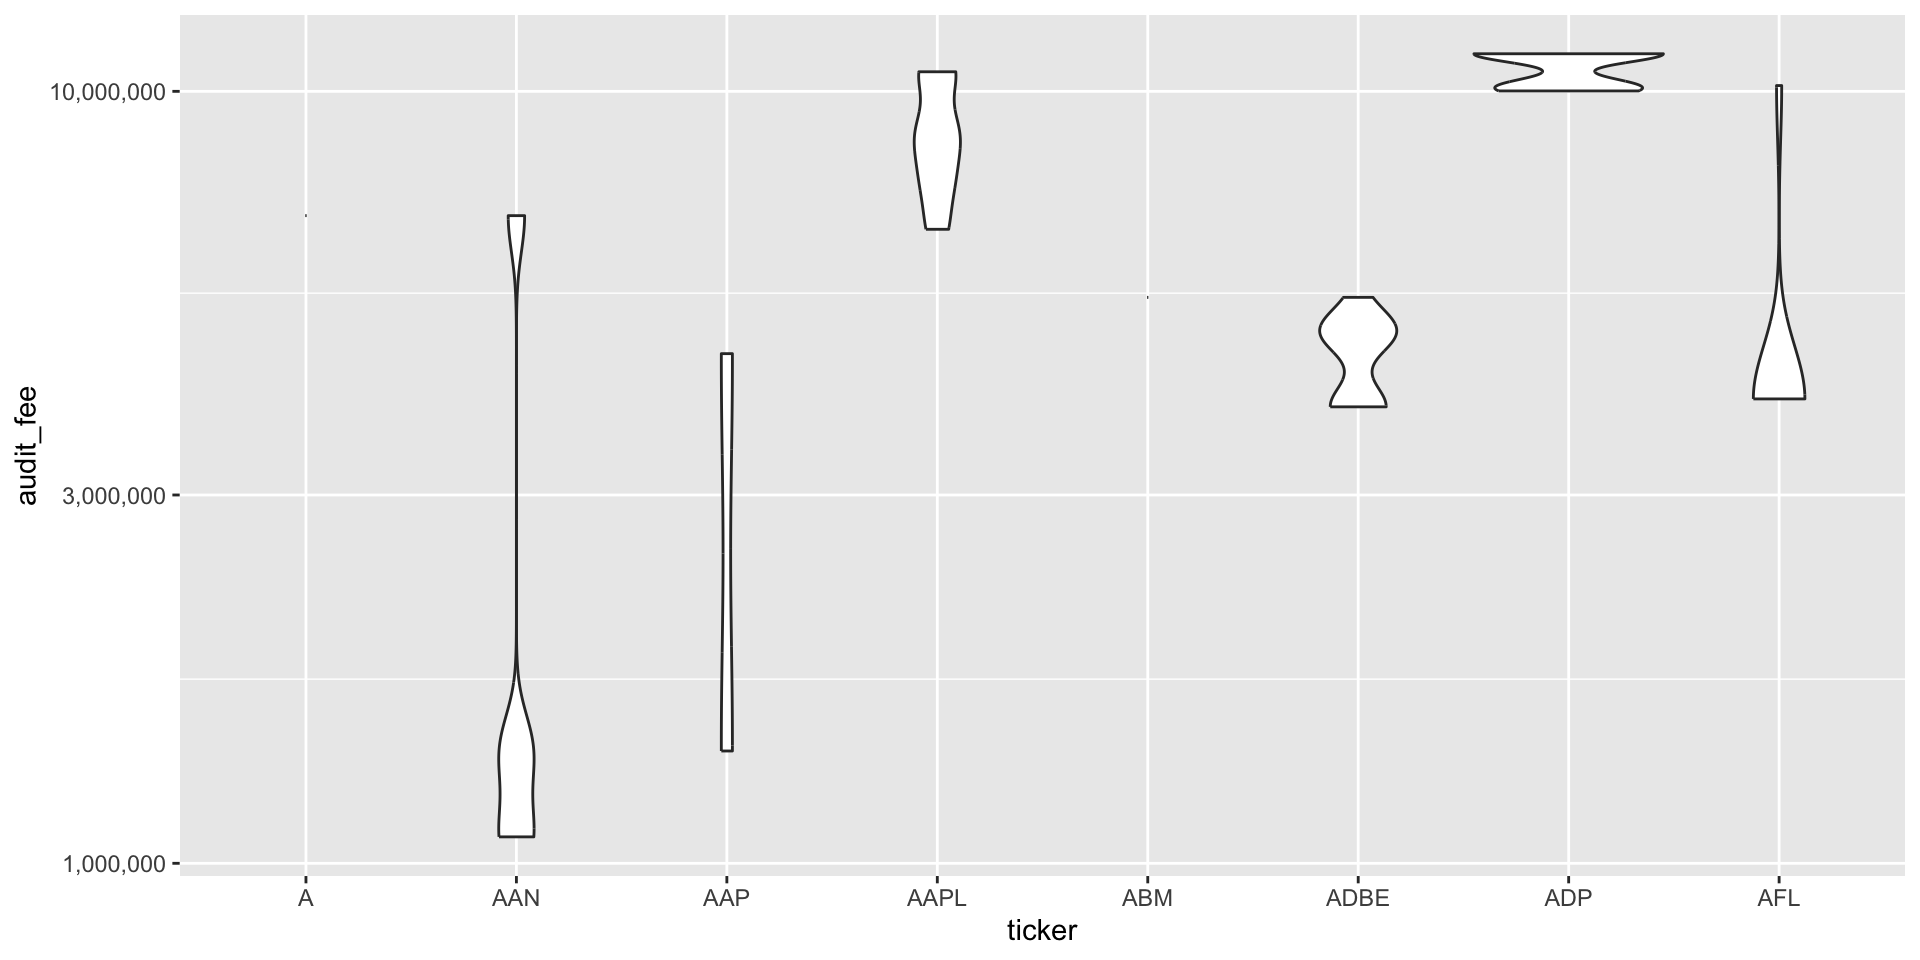 10,000,000
3,000,000
1,000,000
audit_fee
A AAN AAP AAPL ABM ADBE ADP AFL
ticker